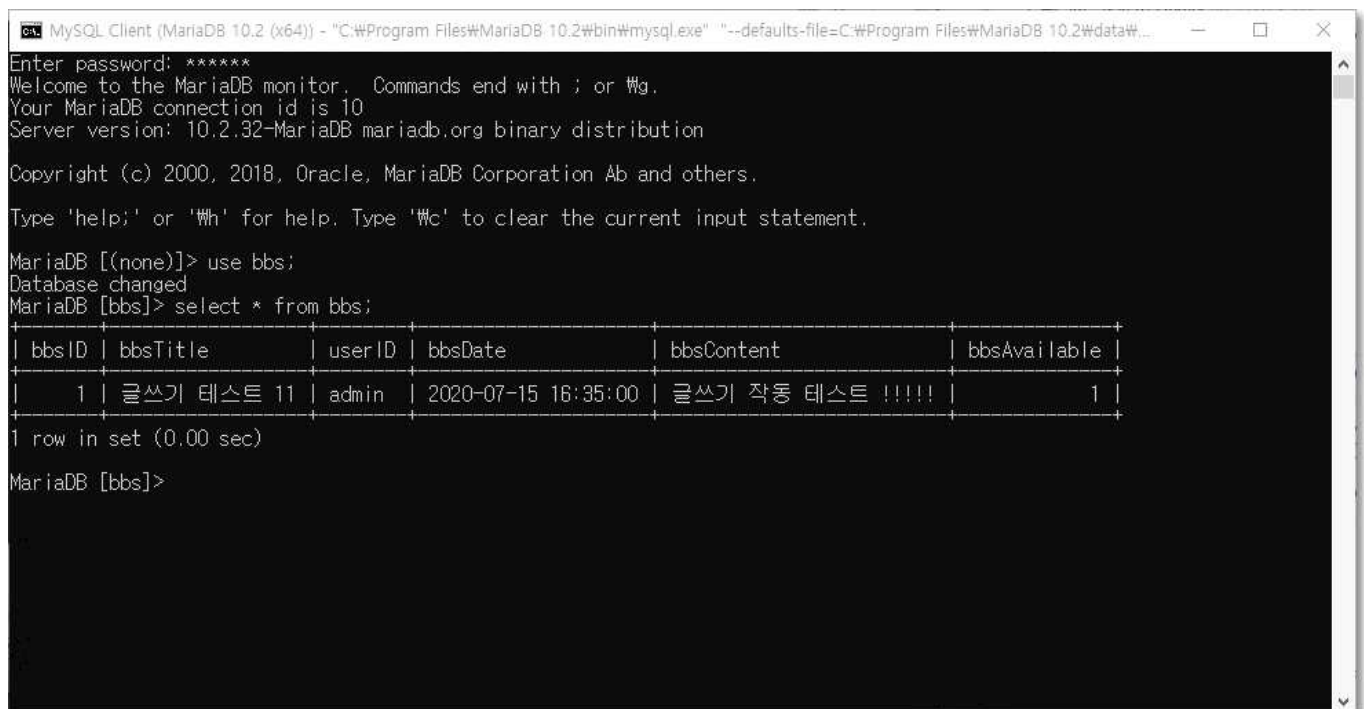 MySQL Client (MariaDB 10.2 (x64)) - "C:₩Program Files₩MariaDB 10.2₩bin₩mysql.exe" "--defaults-file=C:₩Program Files₩MariaDB 10.2₩data₩...
Enter password: ******
Welcome to the MariaDB monitor.  Commands end with ; or ₩g.
Your MariaDB connection id is 10
Server version: 10.2.32-MariaDB mariadb.org binary distribution
Copyright (c) 2000, 2018, Oracle, MariaDB Corporation Ab and others.
Type 'help;' or '₩h' for help. Type '₩c' to clear the current input statement.
MariaDB [(none)]> use bbs;
Database changed
MariaDB [bbs]> select * from bbs;
| bbsID | bbsTitle | userID | bbsDate | bbsContent | bbsAvailable |
| 1 | 글쓰기 테스트 11 | admin | 2020-07-15 16:35:00 | 글쓰기 작동 테스트 !!!!! | 1 |
1 row in set (0.00 sec)
MariaDB [bbs]>